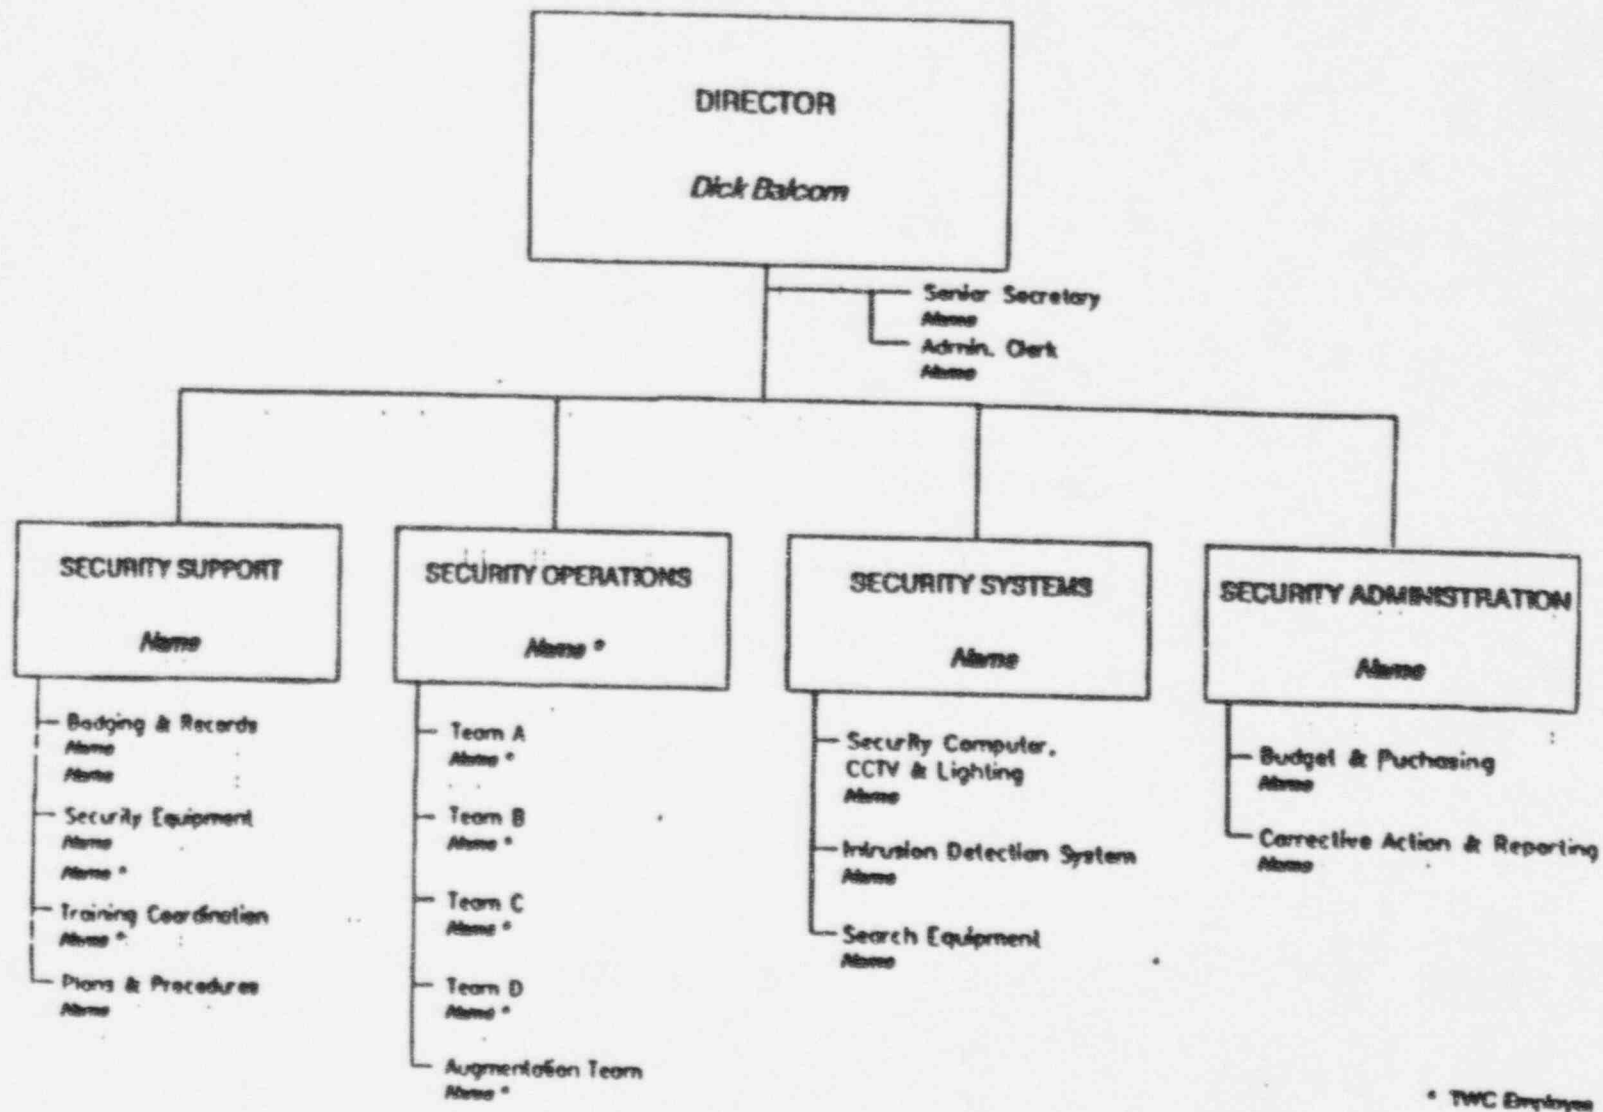 DIRECTOR
Dick Balcom
Senior Secretary
Name
Admin. Clerk
Name
SECURITY SUPPORT
Name
Badging & Records
Name
Name
Security Equipment
Name
Name *
Training Coordination
Name *
Plans & Procedures
Name
SECURITY OPERATIONS
Name *
Team A
Name *
Team B
Name *
Team C
Name *
Team D
Name *
Augmentation Team
Name *
SECURITY SYSTEMS
Name
Security Computer,
CCTV & Lighting
Name
Intrusion Detection System
Name
Search Equipment
Name
SECURITY ADMINISTRATION
Name
Budget & Puchasing
Name
Corrective Action & Reporting
Name
* TWC Employee